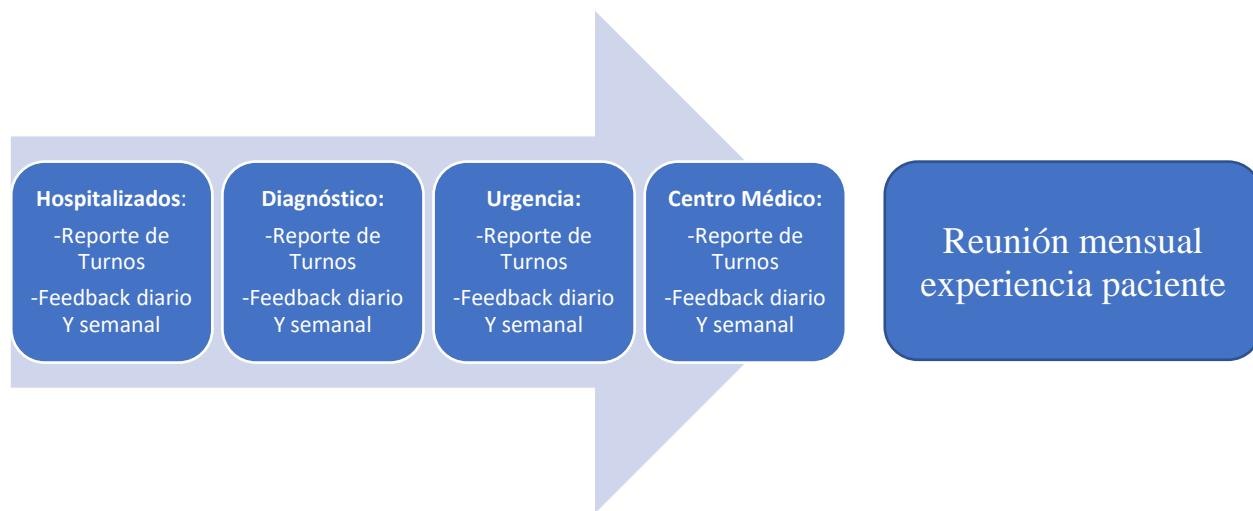 Hospitalizados:
-Reporte de
Turnos
-Feedback diario
Y semanal
Diagnóstico:
-Reporte de
Turnos
-Feedback diario
Y semanal
Urgencia:
-Reporte de
Turnos
-Feedback diario
Y semanal
Centro Médico:
-Reporte de
Turnos
-Feedback diario
Y semanal
Reunión mensual
experiencia paciente